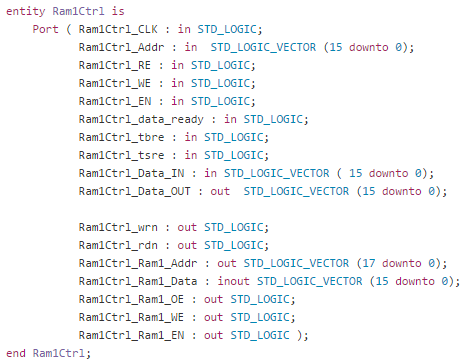 entity Ram1Ctrl is
Port ( Ram1Ctrl_CLK : in STD_LOGIC;
Ram1Ctrl_Addr : in  STD_LOGIC_VECTOR (15 downto 0);
Ram1Ctrl_RE : in STD_LOGIC;
Ram1Ctrl_WE : in STD_LOGIC;
Ram1Ctrl_EN : in STD_LOGIC;
Ram1Ctrl_data_ready : in STD_LOGIC;
Ram1Ctrl_tbre : in STD_LOGIC;
Ram1Ctrl_tsre : in STD_LOGIC;
Ram1Ctrl_Data_IN : in STD_LOGIC_VECTOR ( 15 downto 0);
Ram1Ctrl_Data_OUT : out  STD_LOGIC_VECTOR (15 downto 0);
Ram1Ctrl_wrn : out STD_LOGIC;
Ram1Ctrl_rdn : out STD_LOGIC;
Ram1Ctrl_Ram1_Addr : out STD_LOGIC_VECTOR (17 downto 0);
Ram1Ctrl_Ram1_Data : inout STD_LOGIC_VECTOR (15 downto 0);
Ram1Ctrl_Ram1_OE : out STD_LOGIC;
Ram1Ctrl_Ram1_WE : out STD_LOGIC;
Ram1Ctrl_Ram1_EN : out STD_LOGIC );
end Ram1Ctrl;